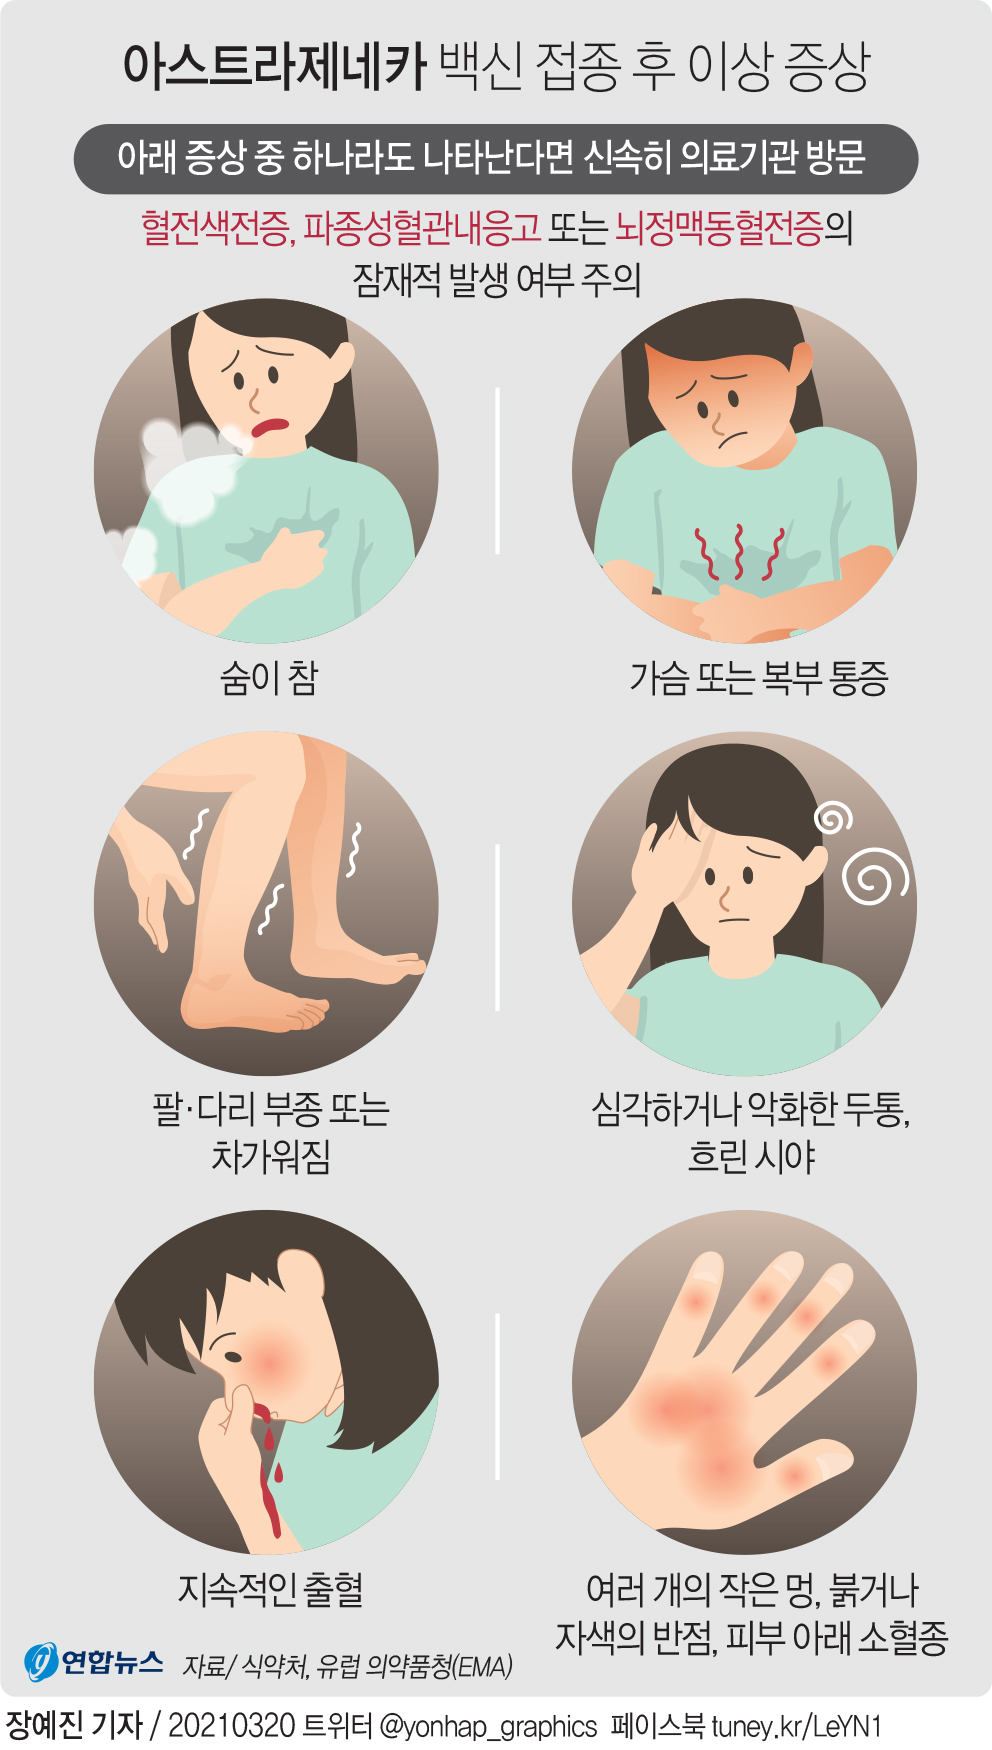 아스트라제네카 백신 접종 후 이상 증상
아래 증상 중 하나라도 나타난다면 신속히 의료기관 방문
혈전색전증, 파종성혈관내응고 또는 뇌정맥동혈전증의
잠재적 발생 여부 주의
숨이 참
가슴 또는 복부 통증
팔·다리 부종 또는
차가워짐
심각하거나 악화한 두통,
흐린 시야
지속적인 출혈
여러 개의 작은 멍, 붉거나
자색의 반점, 피부 아래 소혈종
연합뉴스 자료/ 식약처, 유럽 의약품청(EMA)
장예진 기자 / 20210320 트위터 @yonhap_graphics 페이스북 tuney.kr/LeYN1